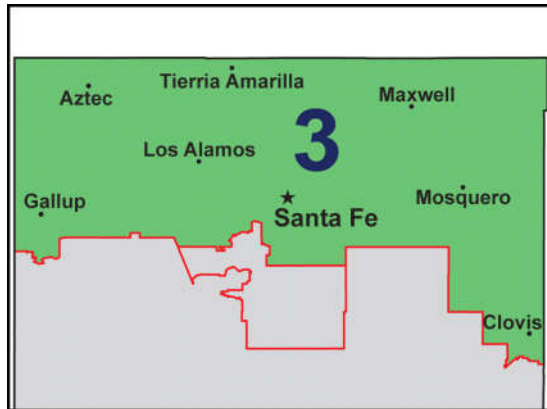 Tierria Amarilla
Aztec
Maxwell
3
Los Alamos
Gallup
Mosquero
Santa Fe
Clovis